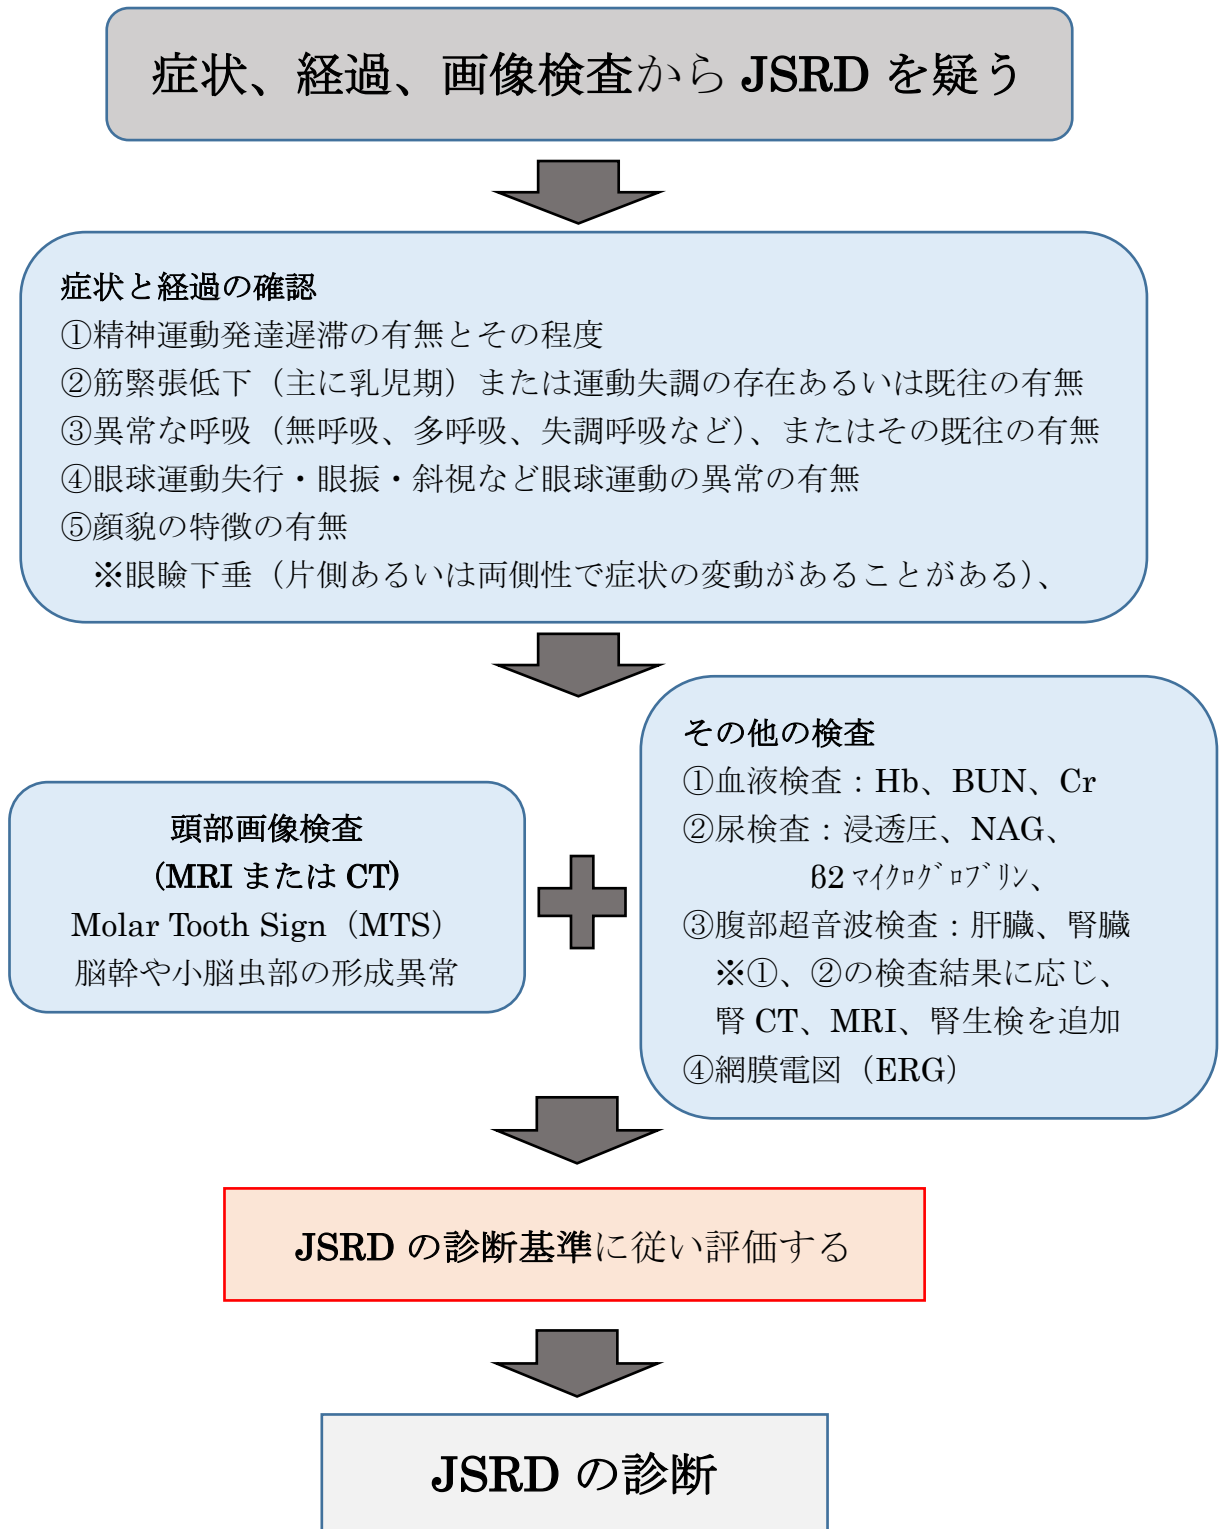 症状、経過、画像検査から JSRD を疑う
症状と経過の確認
①精神運動発達遅滞の有無とその程度
②筋緊張低下（主に乳児期）または運動失調の存在あるいは既往の有無
③異常な呼吸（無呼吸、多呼吸、失調呼吸など）、またはその既往の有無
④眼球運動失行・眼振・斜視など眼球運動の異常の有無
⑤顔貌の特徴の有無
※眼瞼下垂（片側あるいは両側性で症状の変動があることがある）、
頭部画像検査
(MRI または CT)
Molar Tooth Sign（MTS）
脳幹や小脳虫部の形成異常
その他の検査
①血液検査：Hb、BUN、Cr
②尿検査：浸透圧、NAG、
β2 ﾏｲｸﾛｸﾞﾛﾌﾞﾘﾝ、
③腹部超音波検査：肝臓、腎臓
※①、②の検査結果に応じ、
腎 CT、MRI、腎生検を追加
④網膜電図（ERG）
JSRD の診断基準に従い評価する
JSRD の診断